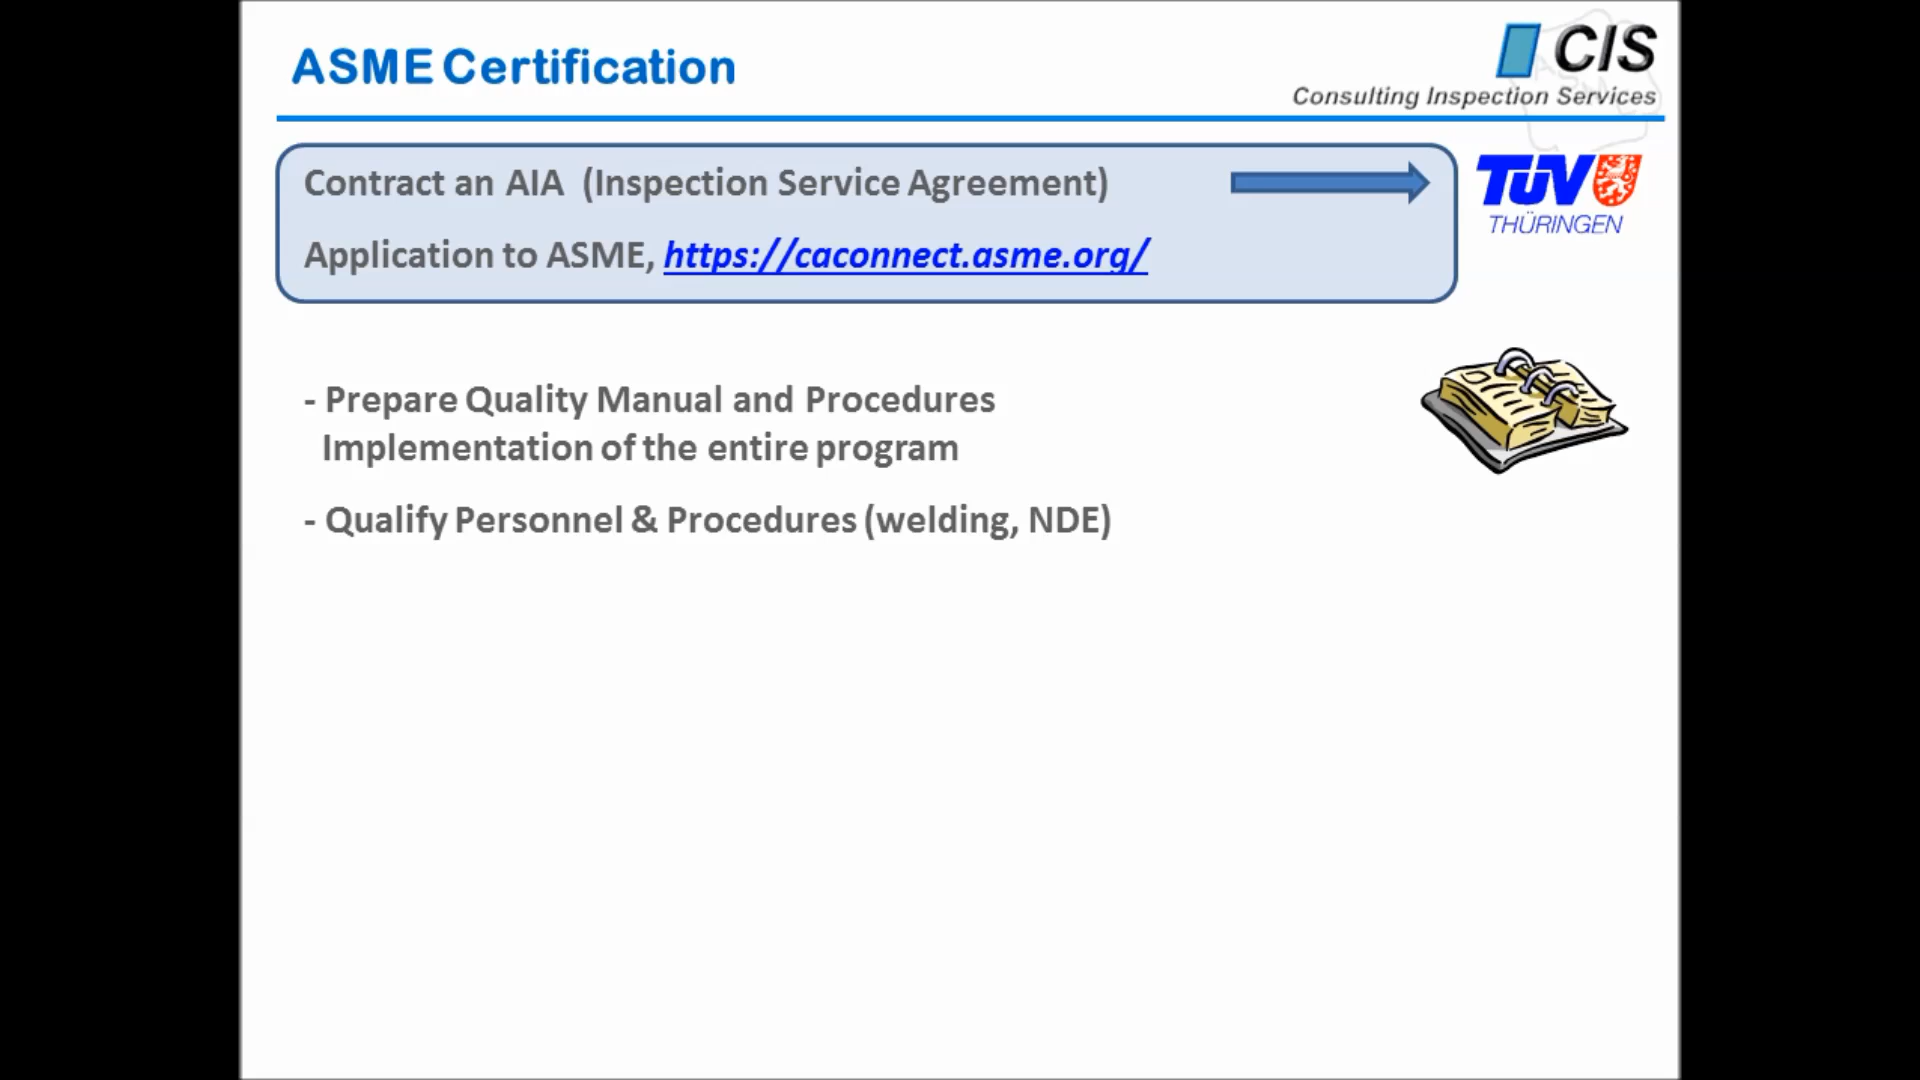 ASME Certification
CIS
Consulting Inspection Services
Contract an AIA (Inspection Service Agreement)
TÜV
THÜRINGEN
Application to ASME, https://caconnect.asme.org/
- Prepare Quality Manual and Procedures
Implementation of the entire program
- Qualify Personnel & Procedures (welding, NDE)